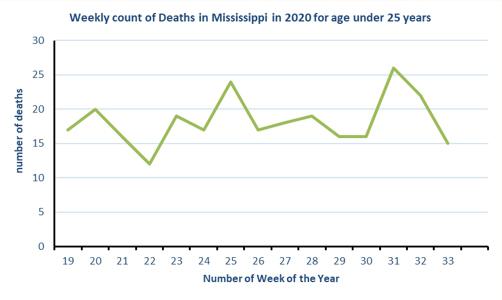 Weekly count of Deaths in Mississippi in 2020 for age under 25 years
number of deaths
30
25
20
15
10
5
0
19 20 21 22 23 24 25 26 27 28 29 30 31 32 33
Number of Week of the Year